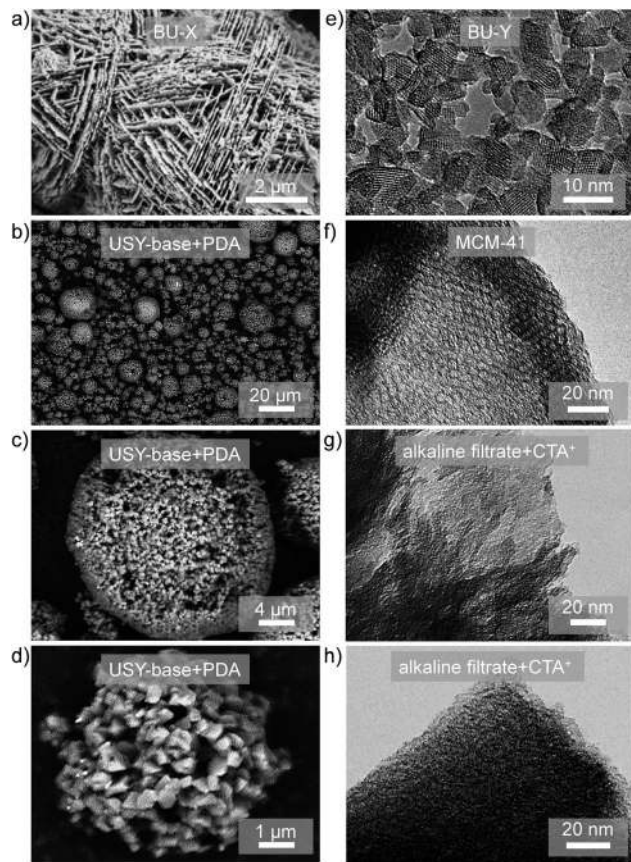 a)
BU-X
2 µm
b)
USY-base+PDA
20 µm
c)
USY-base+PDA
4 µm
d)
USY-base+PDA
1 µm
e)
BU-Y
10 nm
f)
MCM-41
20 nm
g)
alkaline filtrate+CTA⁺
20 nm
h)
alkaline filtrate+CTA⁺
20 nm